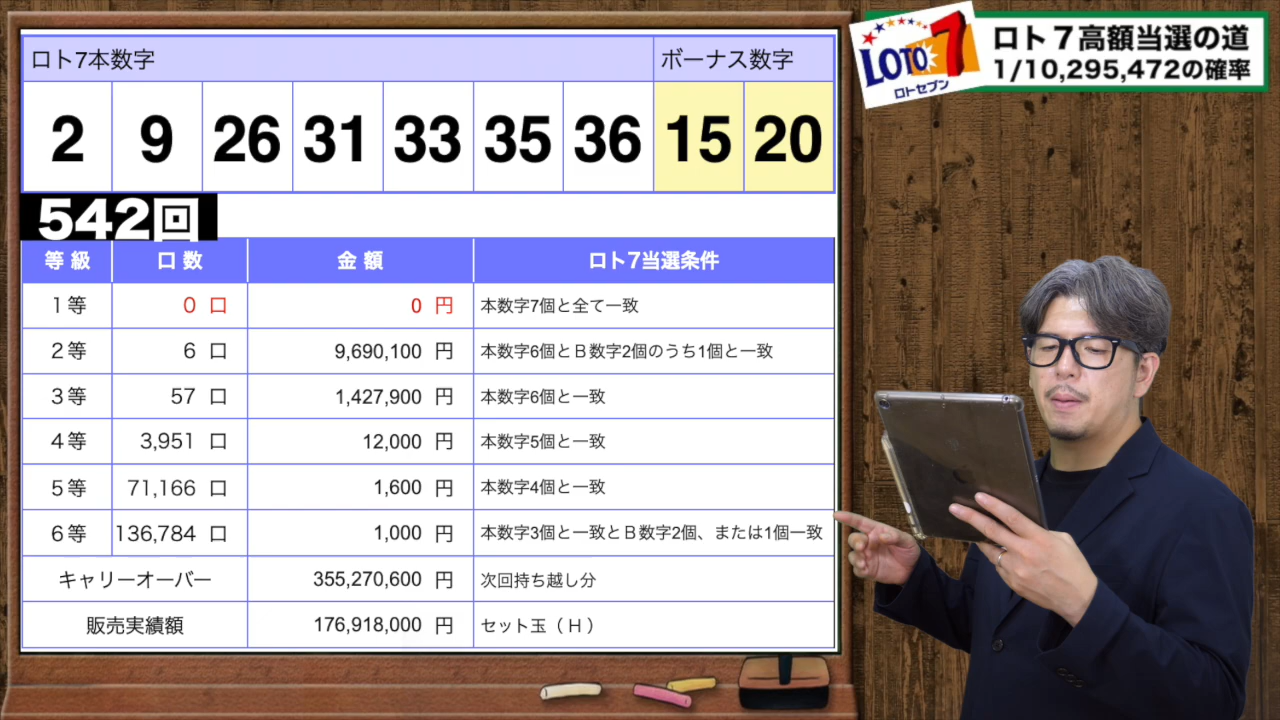 ロト7本数字 ボーナス数字
2 9 26 31 33 35 36 15 20
542回
等級 口数 金額 ロト7当選条件
1等 0 口 0 円 本数字7個と全て一致
2等 6 口 9,690,100 円 本数字6個とB数字2個のうち1個と一致
3等 57 口 1,427,900 円 本数字6個と一致
4等 3,951 口 12,000 円 本数字5個と一致
5等 71,166 口 1,600 円 本数字4個と一致
6等 136,784 口 1,000 円 本数字3個と一致とB数字2個、または1個一致
キャリーオーバー 355,270,600 円 次回持ち越し分
販売実績額 176,918,000 円 セット玉(H)
LOTO 7
ロトセブン
ロト7高額当選の道
1/10,295,472の確率